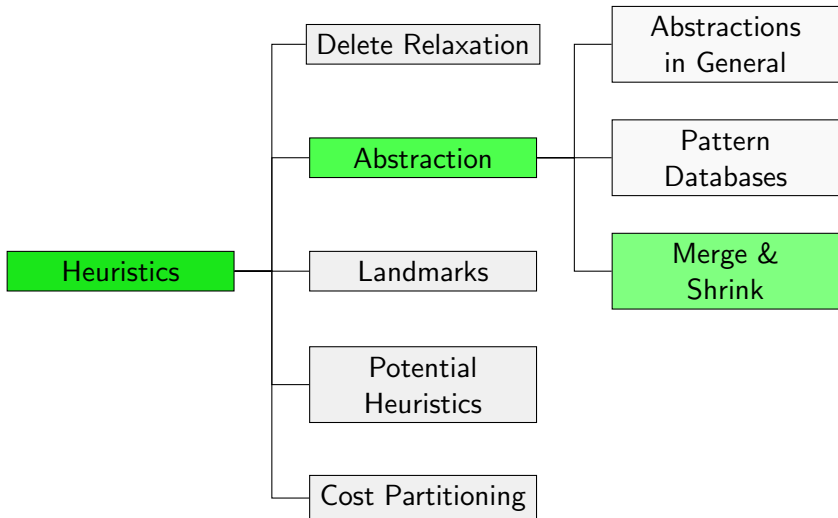 Heuristics
Delete Relaxation
Abstraction
Landmarks
Potential
Heuristics
Cost Partitioning
Abstractions
in General
Pattern
Databases
Merge &
Shrink